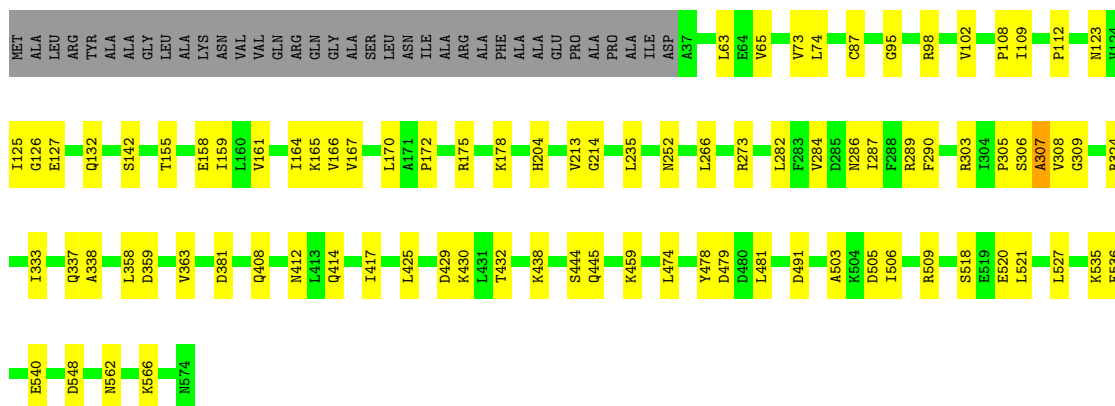 MET ALA LEU ARG TYR ALA ALA GLY LEU ALA LYS ASN VAL VAL GLN ARG GLN GLY ALA SER LEU ASN ILE ALA ARG ALA PHE ALA ALA GLU PRO ALA PRO ALA ILE ASP A37 L63 E64 V65 V73 L74 C87 G95 R98 V102 P108 I109 P112 N123
I125 G126 E127 Q132 S142 T155 E158 I159 L160 V161 I164 K165 V166 V167 L170 A171 P172 R175 K178 H204 V213 G214 L235 N252 L266 R273 L282 F283 V284 D285 N286 I287 F288 R289 F290 R303 I304 P305 S306 A307 V308 G309
I333 Q337 A338 L358 D359 V363 D381 Q408 N412 L413 Q414 I417 L425 D429 K430 L431 T432 K438 S444 Q445 K459 L474 Y478 D479 D480 L481 D491 A503 K504 D505 I506 R509 S518 E519 E520 L521 L527 K535
E540 D548 N562 K566 N574